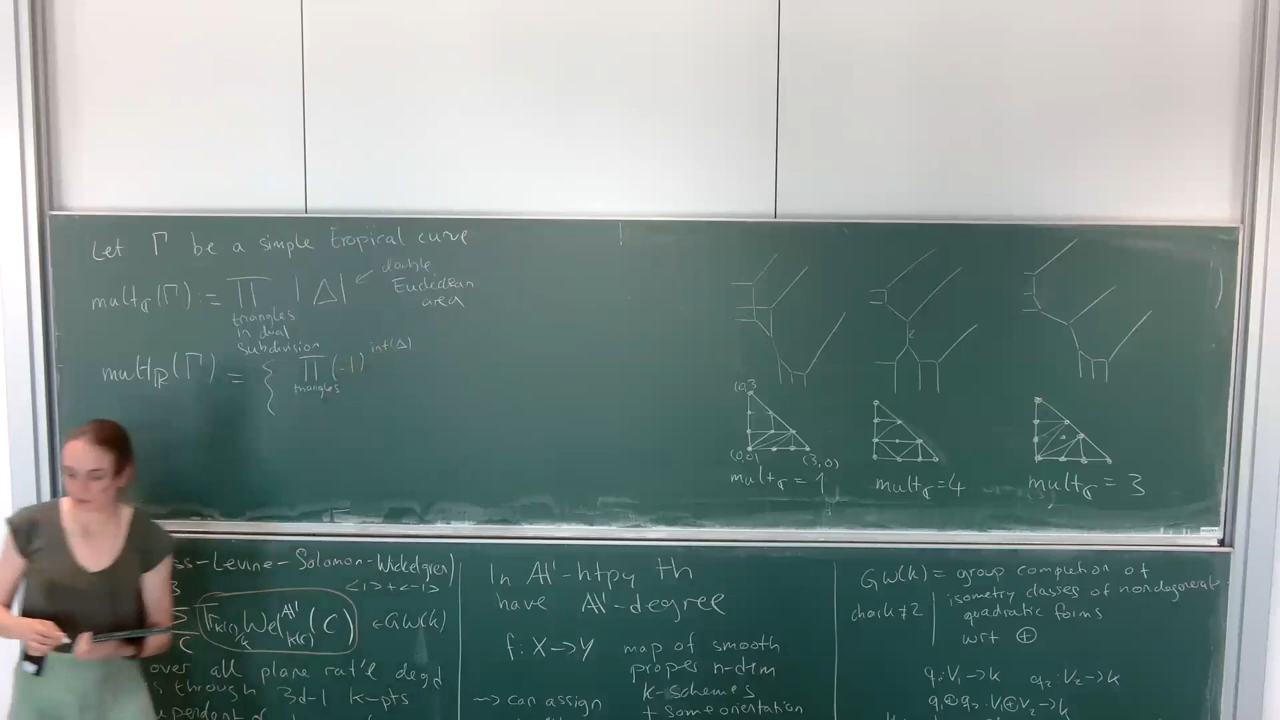 Let Γ be a simple tropical curve
mult_ℂ(Γ) := ∏ |Δ| ← double Euclidean area
triangles
in dual
subdivision
mult_ℝ(Γ) = { ∏ (-1)^{int(Δ)}
triangles
2
(0,3
(0,0)
(3,0)
mult_ℂ = 1
mult_ℂ = 4
mult_ℂ = 3
ss-Levine-Solomon-Wickelgren)
<1>+<-1>
Tr_{k(C)/k} Wel^{𝔸¹}_{k(C)}(C) ∈ GW(k)
C
over all plane rat'l deg d
through 3d-1 k-pts
In 𝔸¹-htpy th
have 𝔸¹-degree
f: X → Y map of smooth
proper n-dim
k-schemes
⇝ can assign + some orientation
GW(k) = group completion of
char k ≠ 2
isometry classes of nondegenerate
quadratic forms
wrt ⊕
q₁: V₁ → k q₂: V₂ → k
q₁⊕q₂: V₁⊕V₂ → k